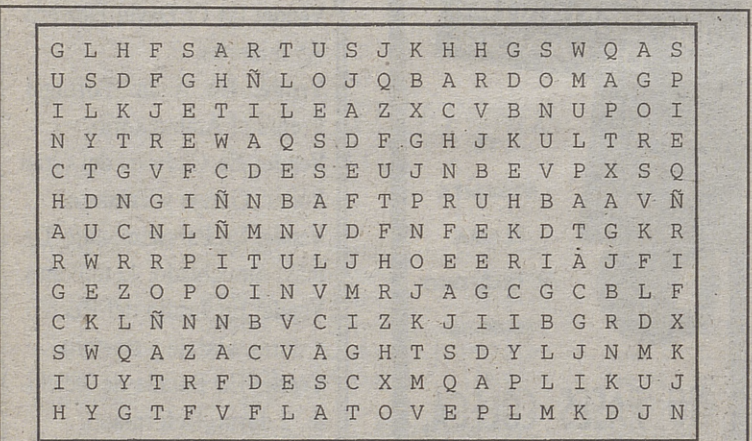 G L H F S A R T U S J K H H G S W Q A S
U S D F G H Ñ L O J Q B A R D O M A G P
I L K J E T I L E A Z X C V B N U P O I
N Y T R E W A Q S D F G H J K U L T R E
C T G V F C D E S E U J N B E V P X S Q
H D N G I Ñ N B A F T P R U H B A A V Ñ
A U C N L Ñ M N V D F N F E K D T G K R
R W R R P I T U L J H O E E R I A J F I
G E Z O P O I N V M R J A G C G C B L F
C K L Ñ N N B V C I Z K J I I B G R D X
S W Q A Z A C V A G H T S D Y L J N M K
I U Y T R F D E S C X M Q A P L I K U J
H Y G T F V F L A T O V E P L M K D J N